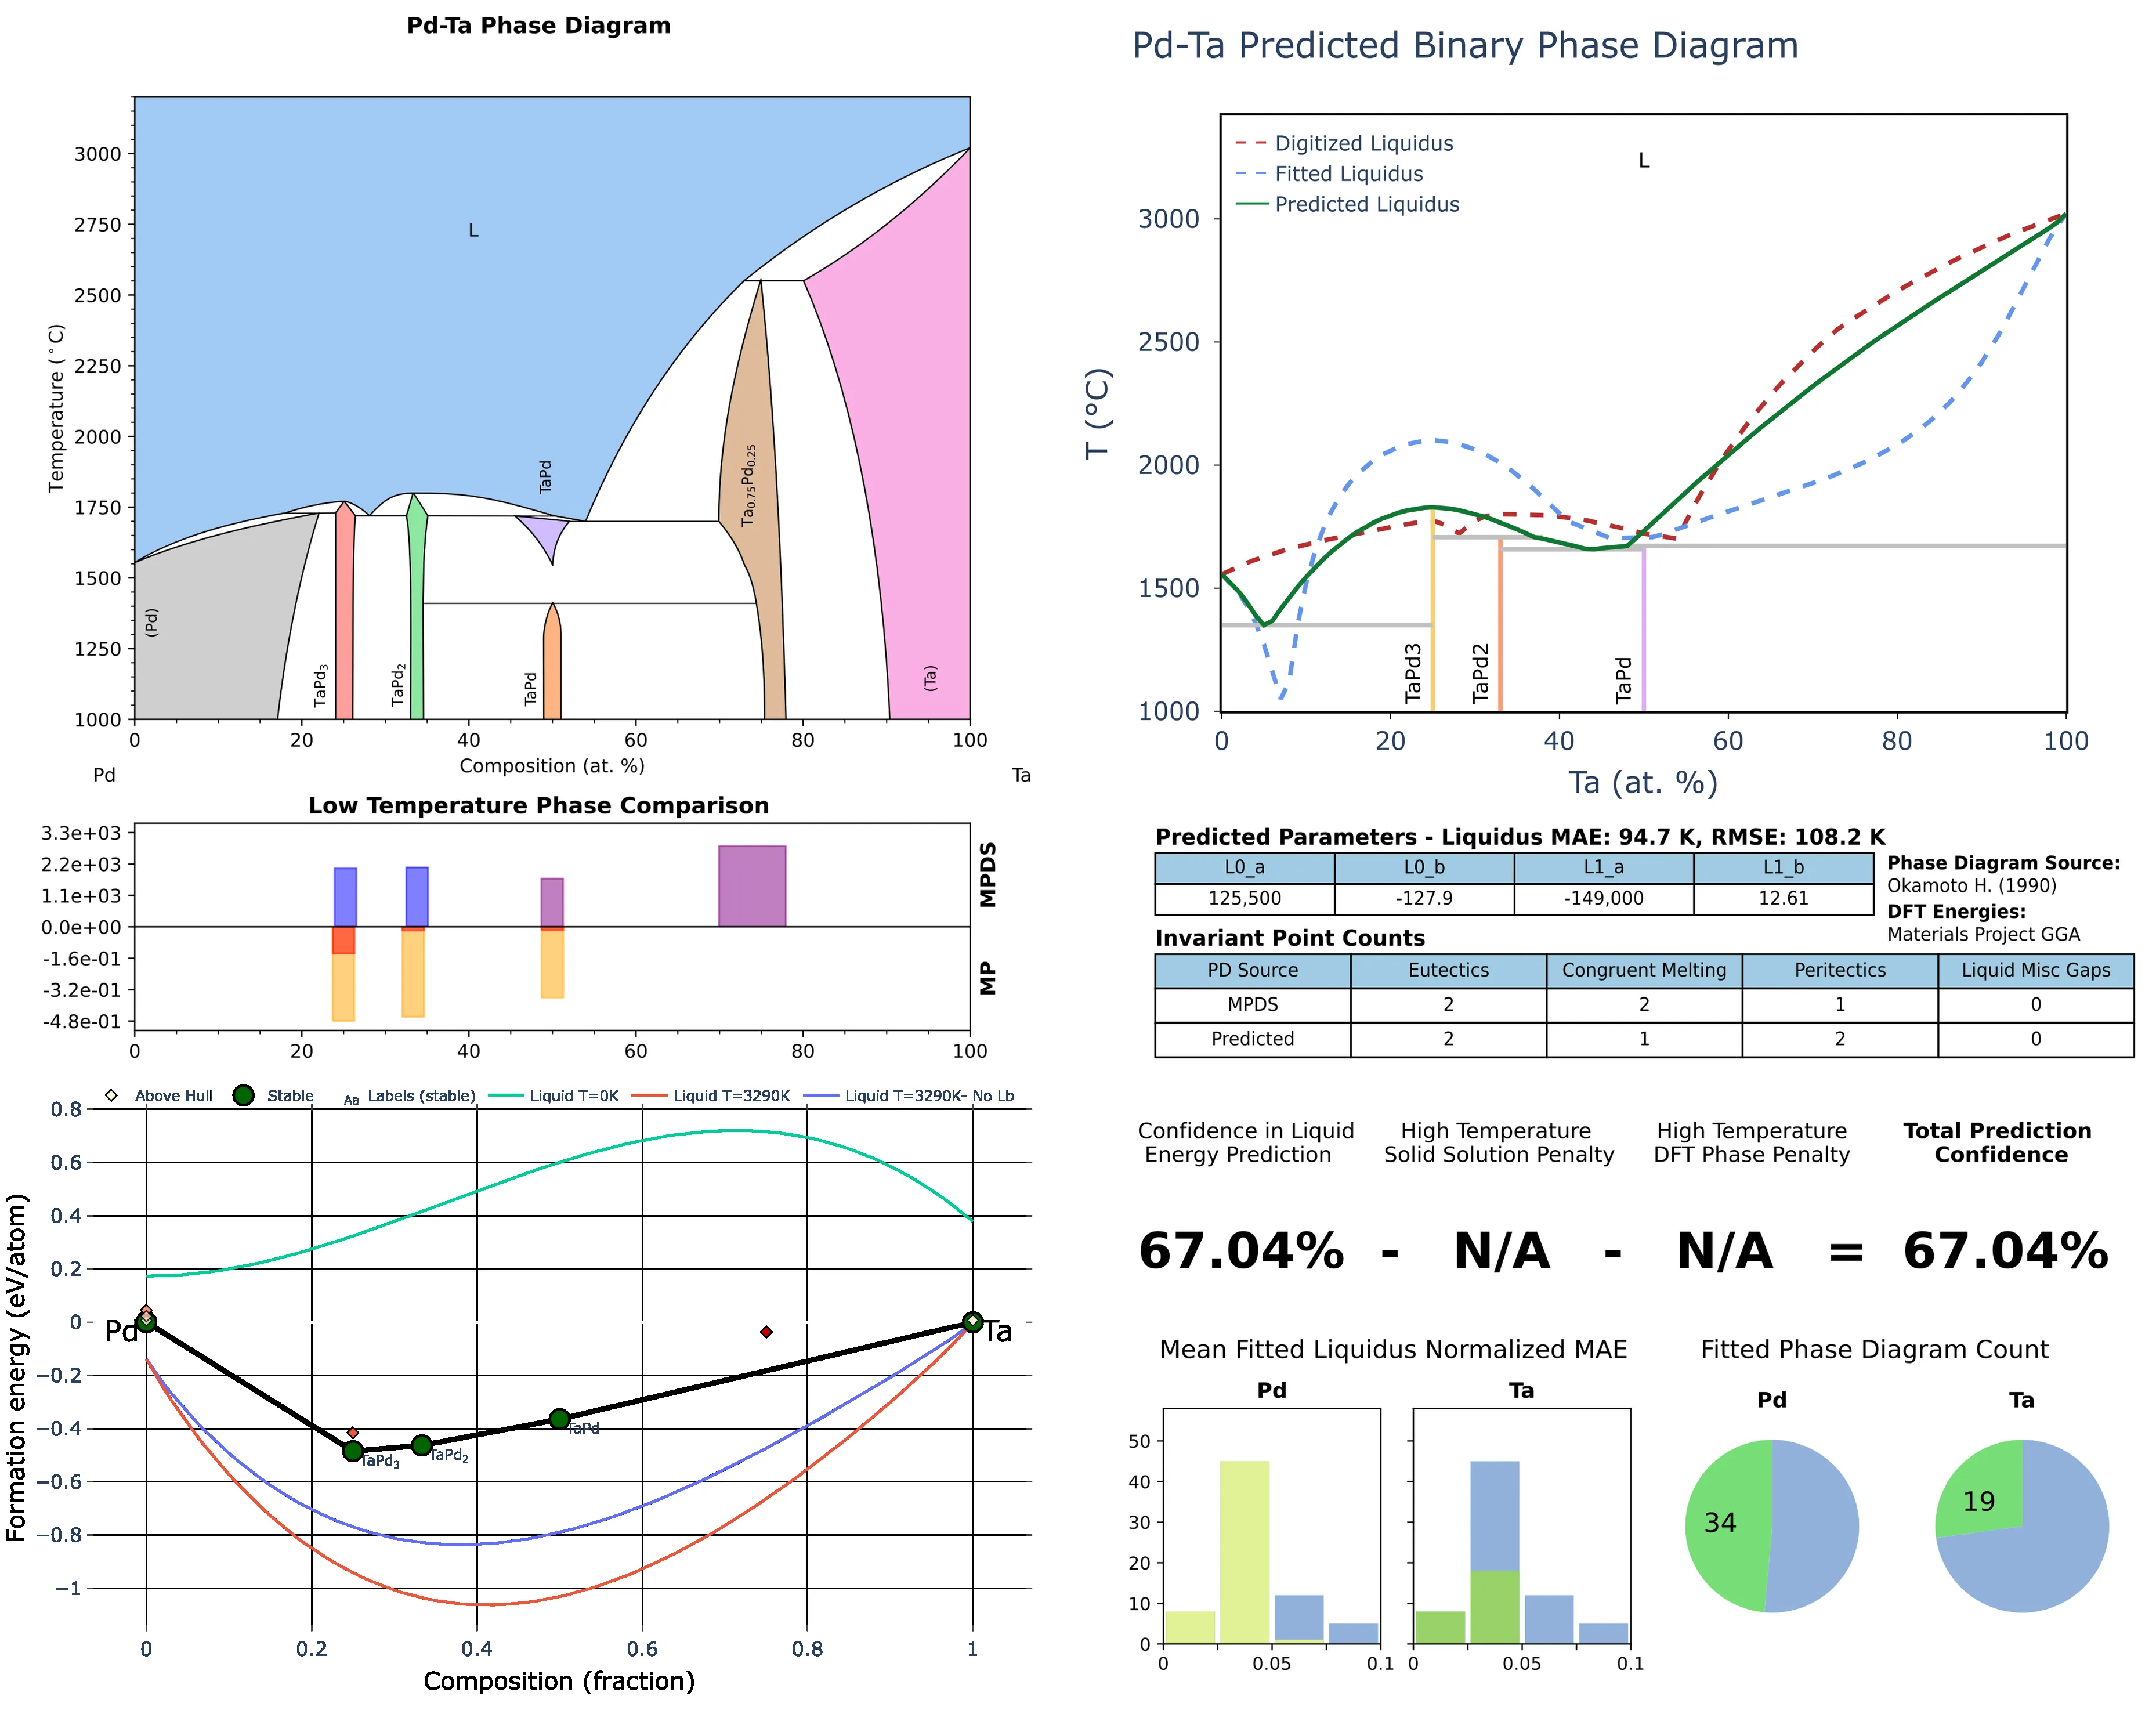 Pd-Ta Phase Diagram
Temperature (°C)
3000
2750
2500
2250
2000
1750
1500
1250
1000
L
TaPd
Ta0.75Pd0.25
(Pd)
TaPd3
TaPd2
TaPd
(Ta)
0 20 40 60 80 100
Composition (at. %)
Pd Ta
Low Temperature Phase Comparison
3.3e+03
2.2e+03
1.1e+03
0.0e+00
-1.6e-01
-3.2e-01
-4.8e-01
MPDS
MP
0 20 40 60 80 100
Above Hull Stable Aa Labels (stable) Liquid T=0K Liquid T=3290K Liquid T=3290K- No Lb
Formation energy (eV/atom)
0.8
0.6
0.4
0.2
0
−0.2
−0.4
−0.6
−0.8
−1
Pd Ta
TaPd3
TaPd2
TaPd
0 0.2 0.4 0.6 0.8 1
Composition (fraction)
Pd-Ta Predicted Binary Phase Diagram
Digitized Liquidus
Fitted Liquidus
Predicted Liquidus
L
T (°C)
3000
2500
2000
1500
1000
TaPd3
TaPd2
TaPd
0 20 40 60 80 100
Ta (at. %)
Predicted Parameters - Liquidus MAE: 94.7 K, RMSE: 108.2 K
L0_a L0_b L1_a L1_b
125,500 -127.9 -149,000 12.61
Phase Diagram Source:
Okamoto H. (1990)
DFT Energies:
Materials Project GGA
Invariant Point Counts
PD Source Eutectics Congruent Melting Peritectics Liquid Misc Gaps
MPDS 2 2 1 0
Predicted 2 1 2 0
Confidence in Liquid
Energy Prediction
High Temperature
Solid Solution Penalty
High Temperature
DFT Phase Penalty
Total Prediction
Confidence
67.04% - N/A - N/A = 67.04%
Mean Fitted Liquidus Normalized MAE
Pd Ta
50
40
30
20
10
0
0 0.05 0.1 0 0.05 0.1
Fitted Phase Diagram Count
Pd Ta
34 19